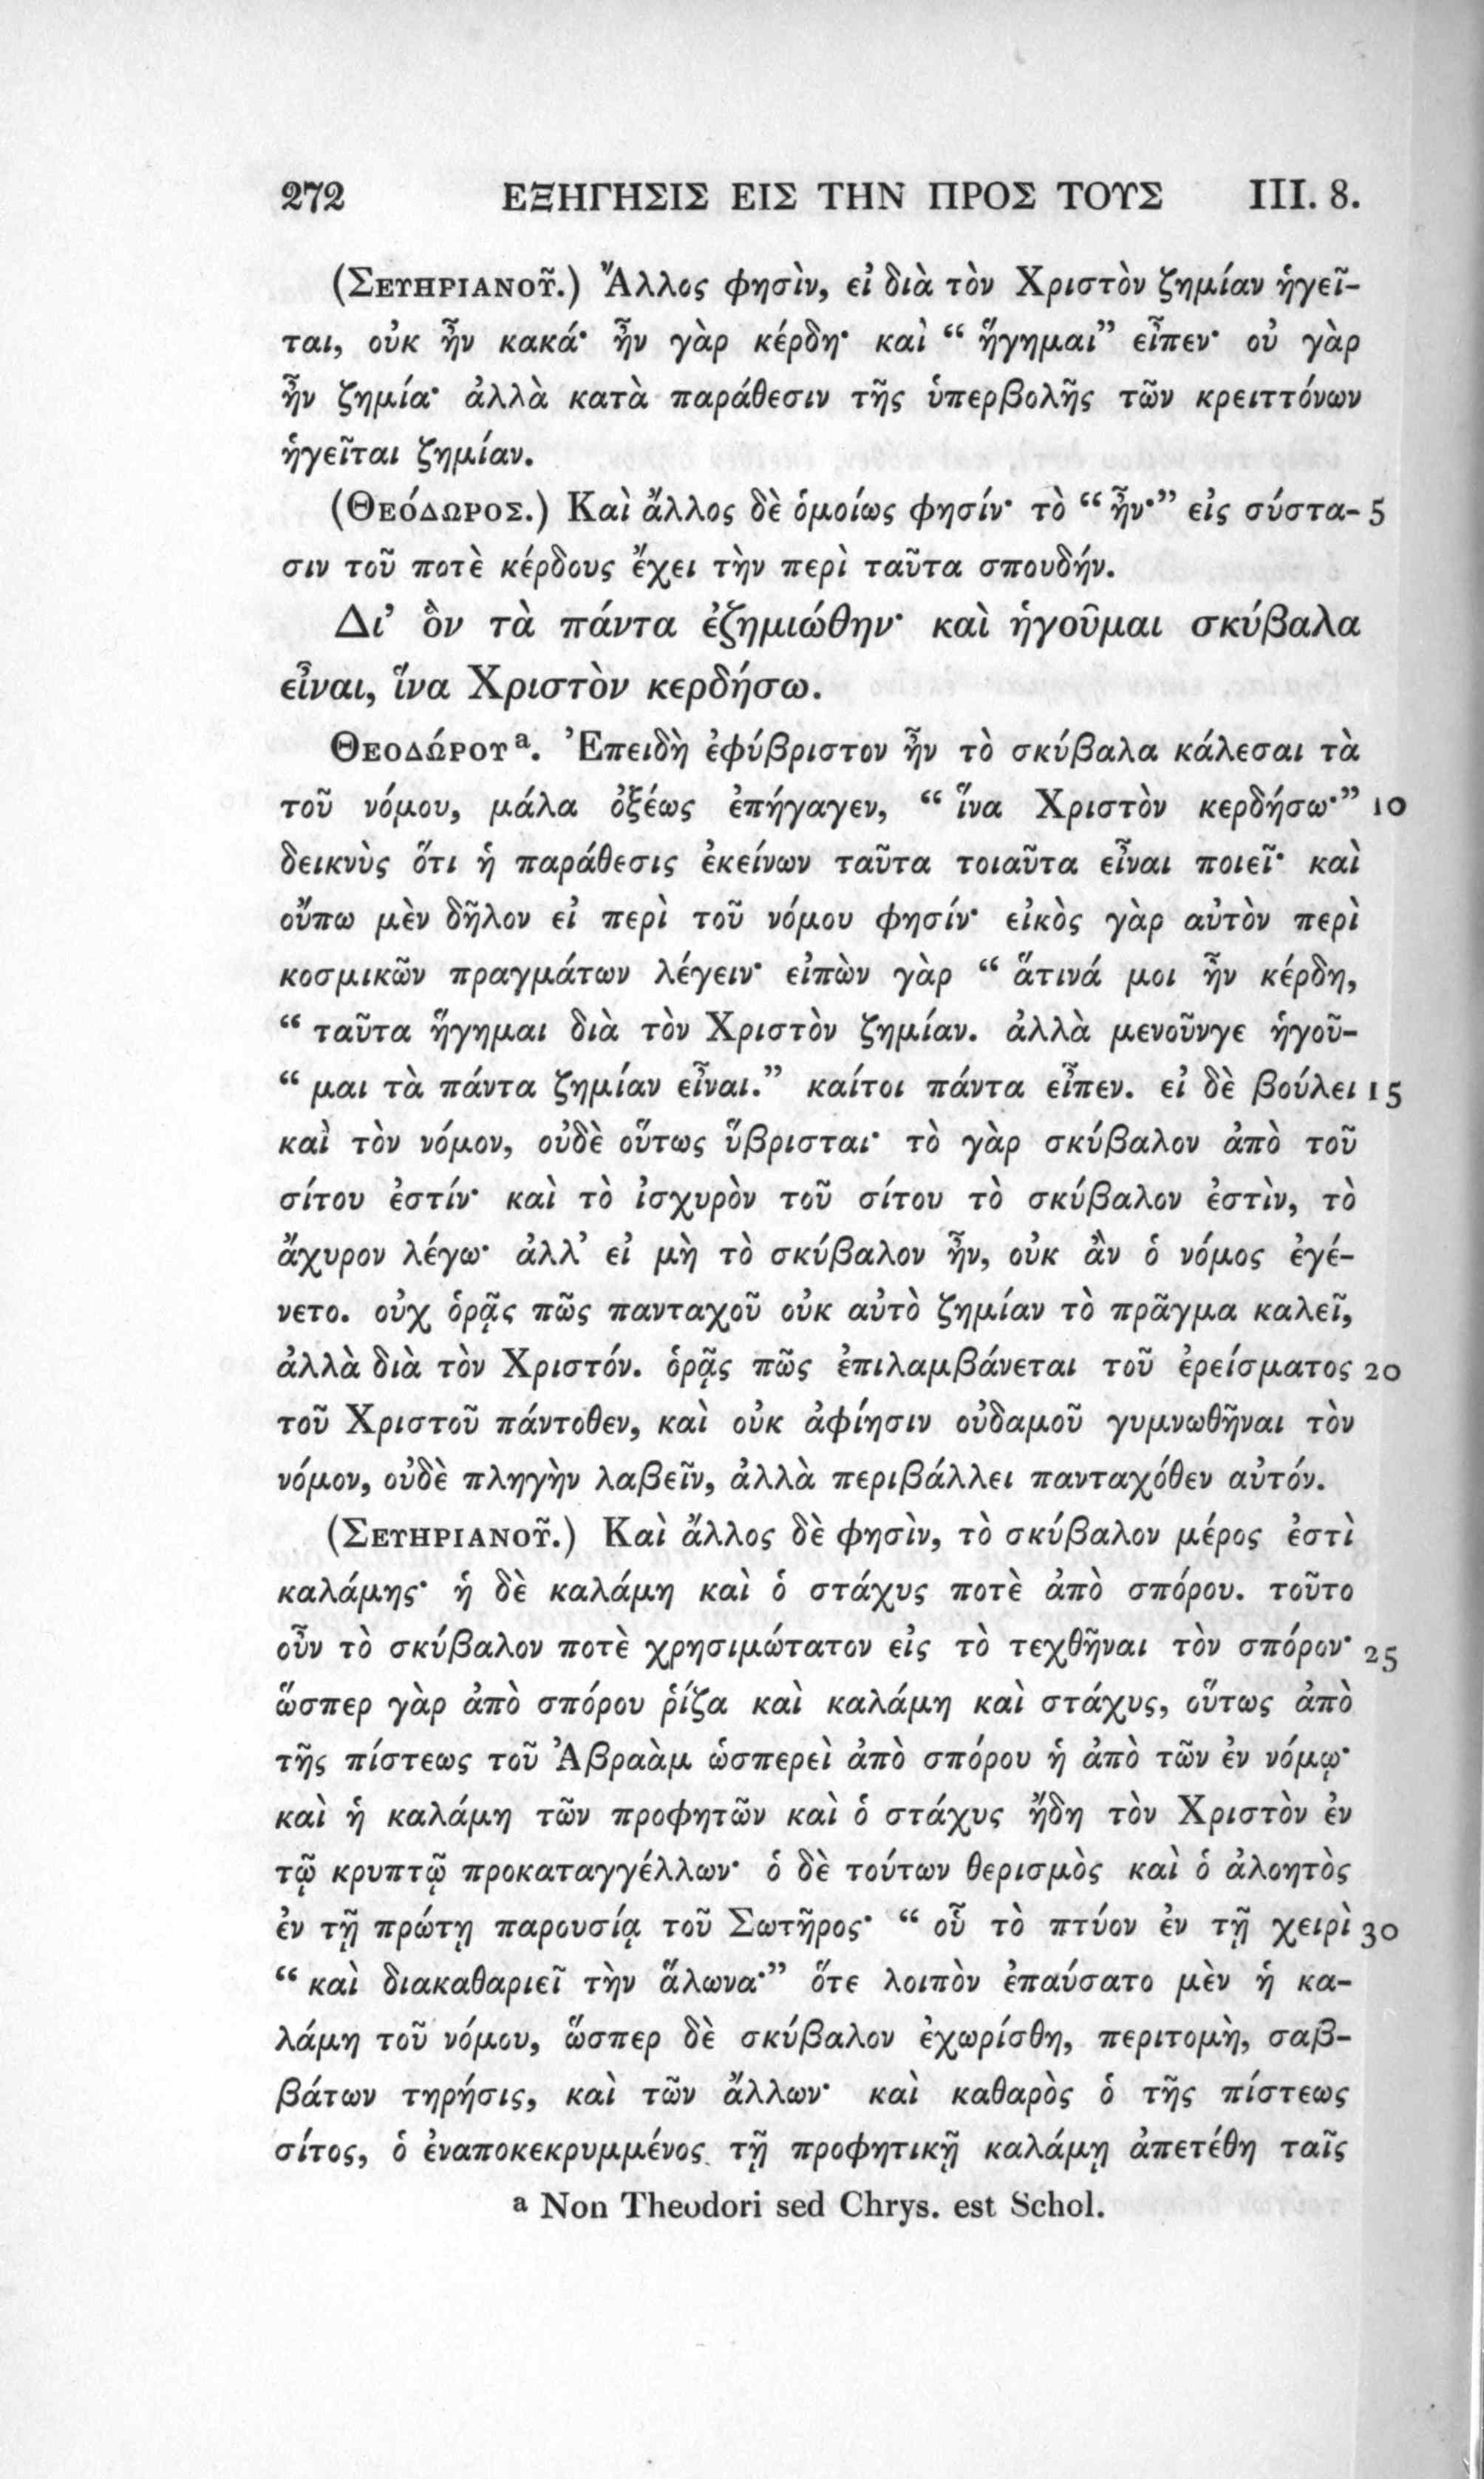 272 ΕΞΗΓΗΣΙΣ ΕΙΣ ΤΗΝ ΠΡΟΣ ΤΟΥΣ III. 8.
(ΣΕΥΗΡΙΑΝΟΥ͂.) Ἄλλος φησὶν, εἰ διὰ τὸν Χριστὸν ζημίαν ἡγεῖ-
ται, οὐκ ἦν κακά· ἦν γὰρ κέρδη· καὶ “ ἥγημαι” εἶπεν· οὐ γὰρ
ἦν ζημία· ἀλλὰ κατὰ παράθεσιν τῆς ὑπερβολῆς τῶν κρειττόνων
ἡγεῖται ζημίαν.
(ΘΕΌΔΩΡΟΣ.) Καὶ ἄλλος δὲ ὁμοίως φησίν· τὸ “ ἦν·” εἰς σύστα- 5
σιν τοῦ ποτὲ κέρδους ἔχει τὴν περὶ ταῦτα σπουδήν.
Δι’ ὃν τὰ πάντα ἐζημιώθην· καὶ ἡγοῦμαι σκύβαλα
εἶναι, ἵνα Χριστὸν κερδήσω.
ΘΕΟΔΏΡΟΥ a. Ἐπειδὴ ἐφύβριστον ἦν τὸ σκύβαλα κάλεσαι τὰ
τοῦ νόμου, μάλα ὀξέως ἐπήγαγεν, “ ἵνα Χριστὸν κερδήσω·” 10
δεικνὺς ὅτι ἡ παράθεσις ἐκείνων ταῦτα τοιαῦτα εἶναι ποιεῖ· καὶ
οὔπω μὲν δῆλον εἰ περὶ τοῦ νόμου φησίν· εἰκὸς γὰρ αὐτὸν περὶ
κοσμικῶν πραγμάτων λέγειν· εἰπὼν γὰρ “ ἅτινά μοι ἦν κέρδη,
“ ταῦτα ἥγημαι διὰ τὸν Χριστὸν ζημίαν. ἀλλὰ μενοῦνγε ἡγοῦ-
“ μαι τὰ πάντα ζημίαν εἶναι.” καίτοι πάντα εἶπεν. εἰ δὲ βούλει 15
καὶ τὸν νόμον, οὐδὲ οὕτως ὕβρισται· τὸ γὰρ σκύβαλον ἀπὸ τοῦ
σίτου ἐστίν· καὶ τὸ ἰσχυρὸν τοῦ σίτου τὸ σκύβαλον ἐστὶν, τὸ
ἄχυρον λέγω· ἀλλ’ εἰ μὴ τὸ σκύβαλον ἦν, οὐκ ἂν ὁ νόμος ἐγέ-
νετο. οὐχ ὁρᾷς πῶς πανταχοῦ οὐκ αὐτὸ ζημίαν τὸ πρᾶγμα καλεῖ,
ἀλλὰ διὰ τὸν Χριστόν. ὁρᾷς πῶς ἐπιλαμβάνεται τοῦ ἐρείσματος 20
τοῦ Χριστοῦ πάντοθεν, καὶ οὐκ ἀφίησιν οὐδαμοῦ γυμνωθῆναι τὸν
νόμον, οὐδὲ πληγὴν λαβεῖν, ἀλλὰ περιβάλλει πανταχόθεν αὐτόν.
(ΣΕΥΗΡΙΑΝΟΥ͂.) Καὶ ἄλλος δὲ φησὶν, τὸ σκύβαλον μέρος ἐστὶ
καλάμης· ἡ δὲ καλάμη καὶ ὁ στάχυς ποτὲ ἀπὸ σπόρου. τοῦτο
οὖν τὸ σκύβαλον ποτὲ χρησιμώτατον εἰς τὸ τεχθῆναι τὸν σπόρον· 25
ὥσπερ γὰρ ἀπὸ σπόρου ῥίζα καὶ καλάμη καὶ στάχυς, οὕτως ἀπὸ
τῆς πίστεως τοῦ Ἀβραὰμ ὡσπερεὶ ἀπὸ σπόρου ἡ ἀπὸ τῶν ἐν νόμῳ·
καὶ ἡ καλάμη τῶν προφητῶν καὶ ὁ στάχυς ἤδη τὸν Χριστὸν ἐν
τῷ κρυπτῷ προκαταγγέλλων· ὁ δὲ τούτων θερισμὸς καὶ ὁ ἀλοητὸς
ἐν τῇ πρώτῃ παρουσίᾳ τοῦ Σωτῆρος· “ οὗ τὸ πτύον ἐν τῇ χειρὶ 30
“ καὶ διακαθαριεῖ τὴν ἅλωνα·” ὅτε λοιπὸν ἐπαύσατο μὲν ἡ κα-
λάμη τοῦ νόμου, ὥσπερ δὲ σκύβαλον ἐχωρίσθη, περιτομὴ, σαβ-
βάτων τηρήσις, καὶ τῶν ἄλλων· καὶ καθαρὸς ὁ τῆς πίστεως
σίτος, ὁ ἐναποκεκρυμμένος τῇ προφητικῇ καλάμῃ ἀπετέθη ταῖς
a Non Theodori sed Chrys. est Schol.